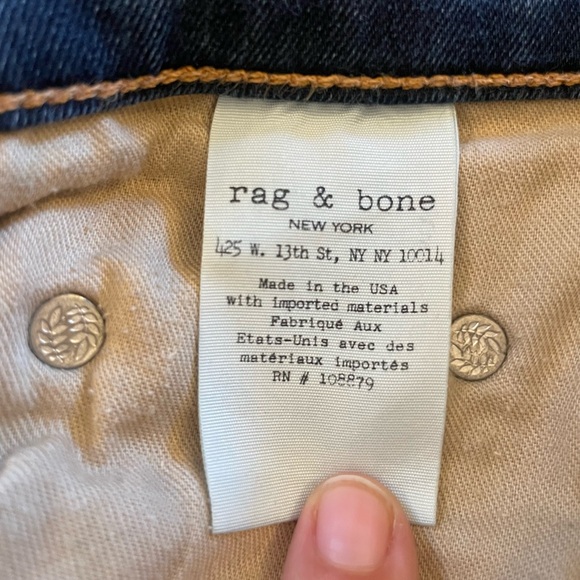 rag & bone
NEW YORK
425 W. 13th St, NY NY 10014
Made in the USA
with imported materials
Fabriqué Aux
Etats-Unis avec des
matériaux importés
RN # 108879